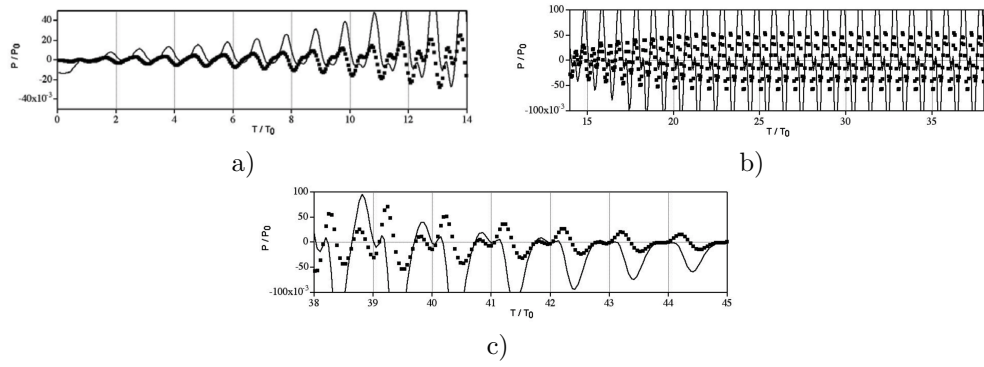 40
20
0
-20
-40x10⁻³
P / P₀
0 2 4 6 8 10 12 14
T / T₀
a)
100
50
0
-50
-100x10⁻³
P / P₀
15 20 25 30 35
T / T₀
b)
100
50
0
-50
-100x10⁻³
P / P₀
38 39 40 41 42 43 44 45
T / T₀
c)